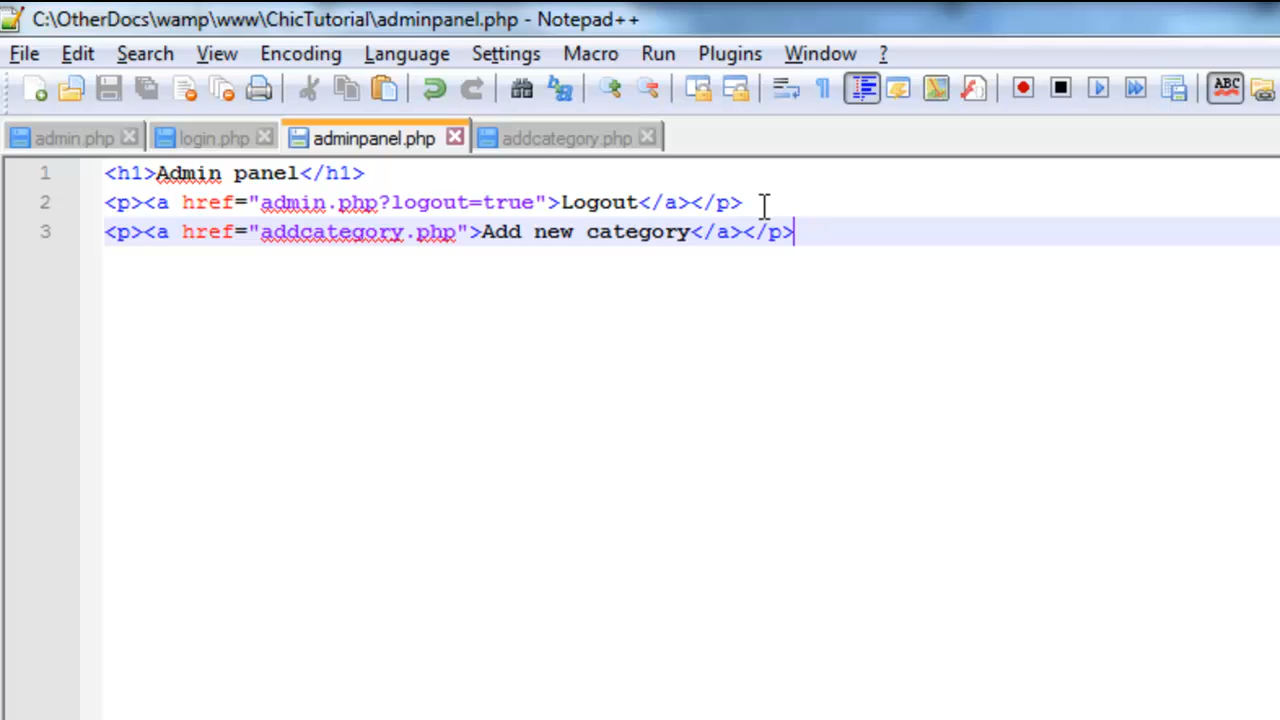 C:\OtherDocs\wamp\www\ChicTutorial\adminpanel.php - Notepad++
File Edit Search View Encoding Language Settings Macro Run Plugins Window ?
ABC
admin.php login.php adminpanel.php addcategory.php
1 <h1>Admin panel</h1>
2 <p><a href="admin.php?logout=true">Logout</a></p>
3 <p><a href="addcategory.php">Add new category</a></p>